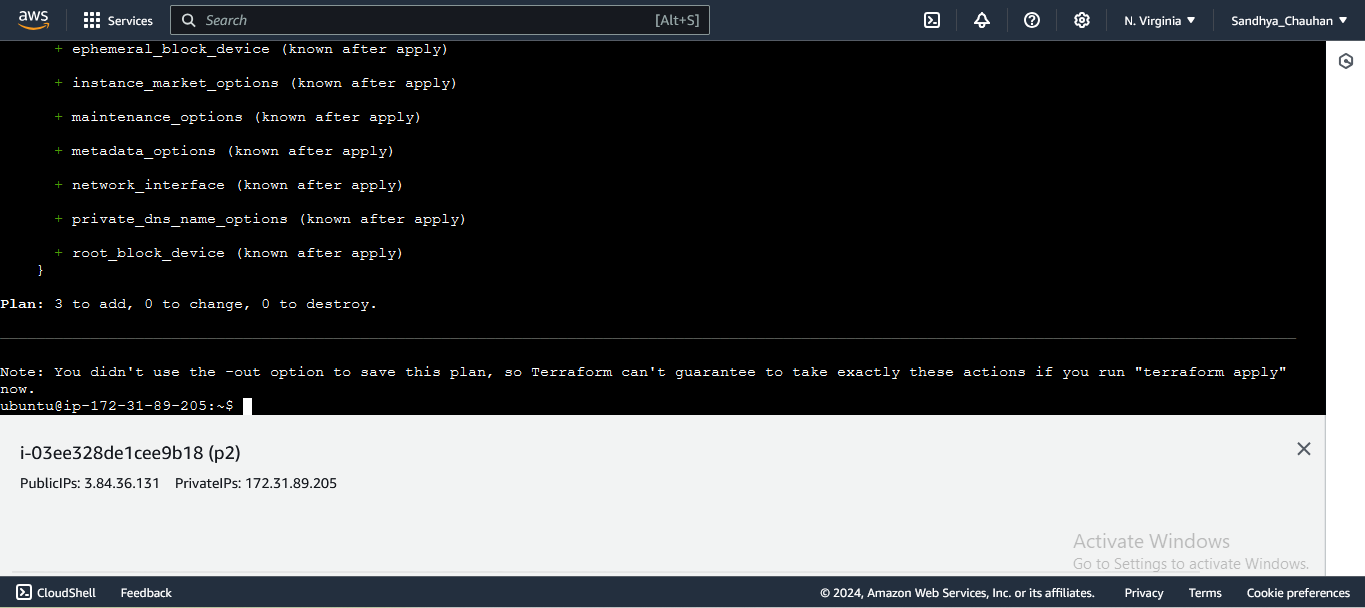 aws
Services
Search
[Alt+S]
N. Virginia ▼
Sandhya_Chauhan ▼
+ ephemeral_block_device (known after apply)
+ instance_market_options (known after apply)
+ maintenance_options (known after apply)
+ metadata_options (known after apply)
+ network_interface (known after apply)
+ private_dns_name_options (known after apply)
+ root_block_device (known after apply)
}
Plan: 3 to add, 0 to change, 0 to destroy.
Note: You didn't use the -out option to save this plan, so Terraform can't guarantee to take exactly these actions if you run "terraform apply"
now.
ubuntu@ip-172-31-89-205:~$
i-03ee328de1cee9b18 (p2)
PublicIPs: 3.84.36.131 PrivateIPs: 172.31.89.205
Activate Windows
Go to Settings to activate Windows.
CloudShell
Feedback
© 2024, Amazon Web Services, Inc. or its affiliates.
Privacy
Terms
Cookie preferences